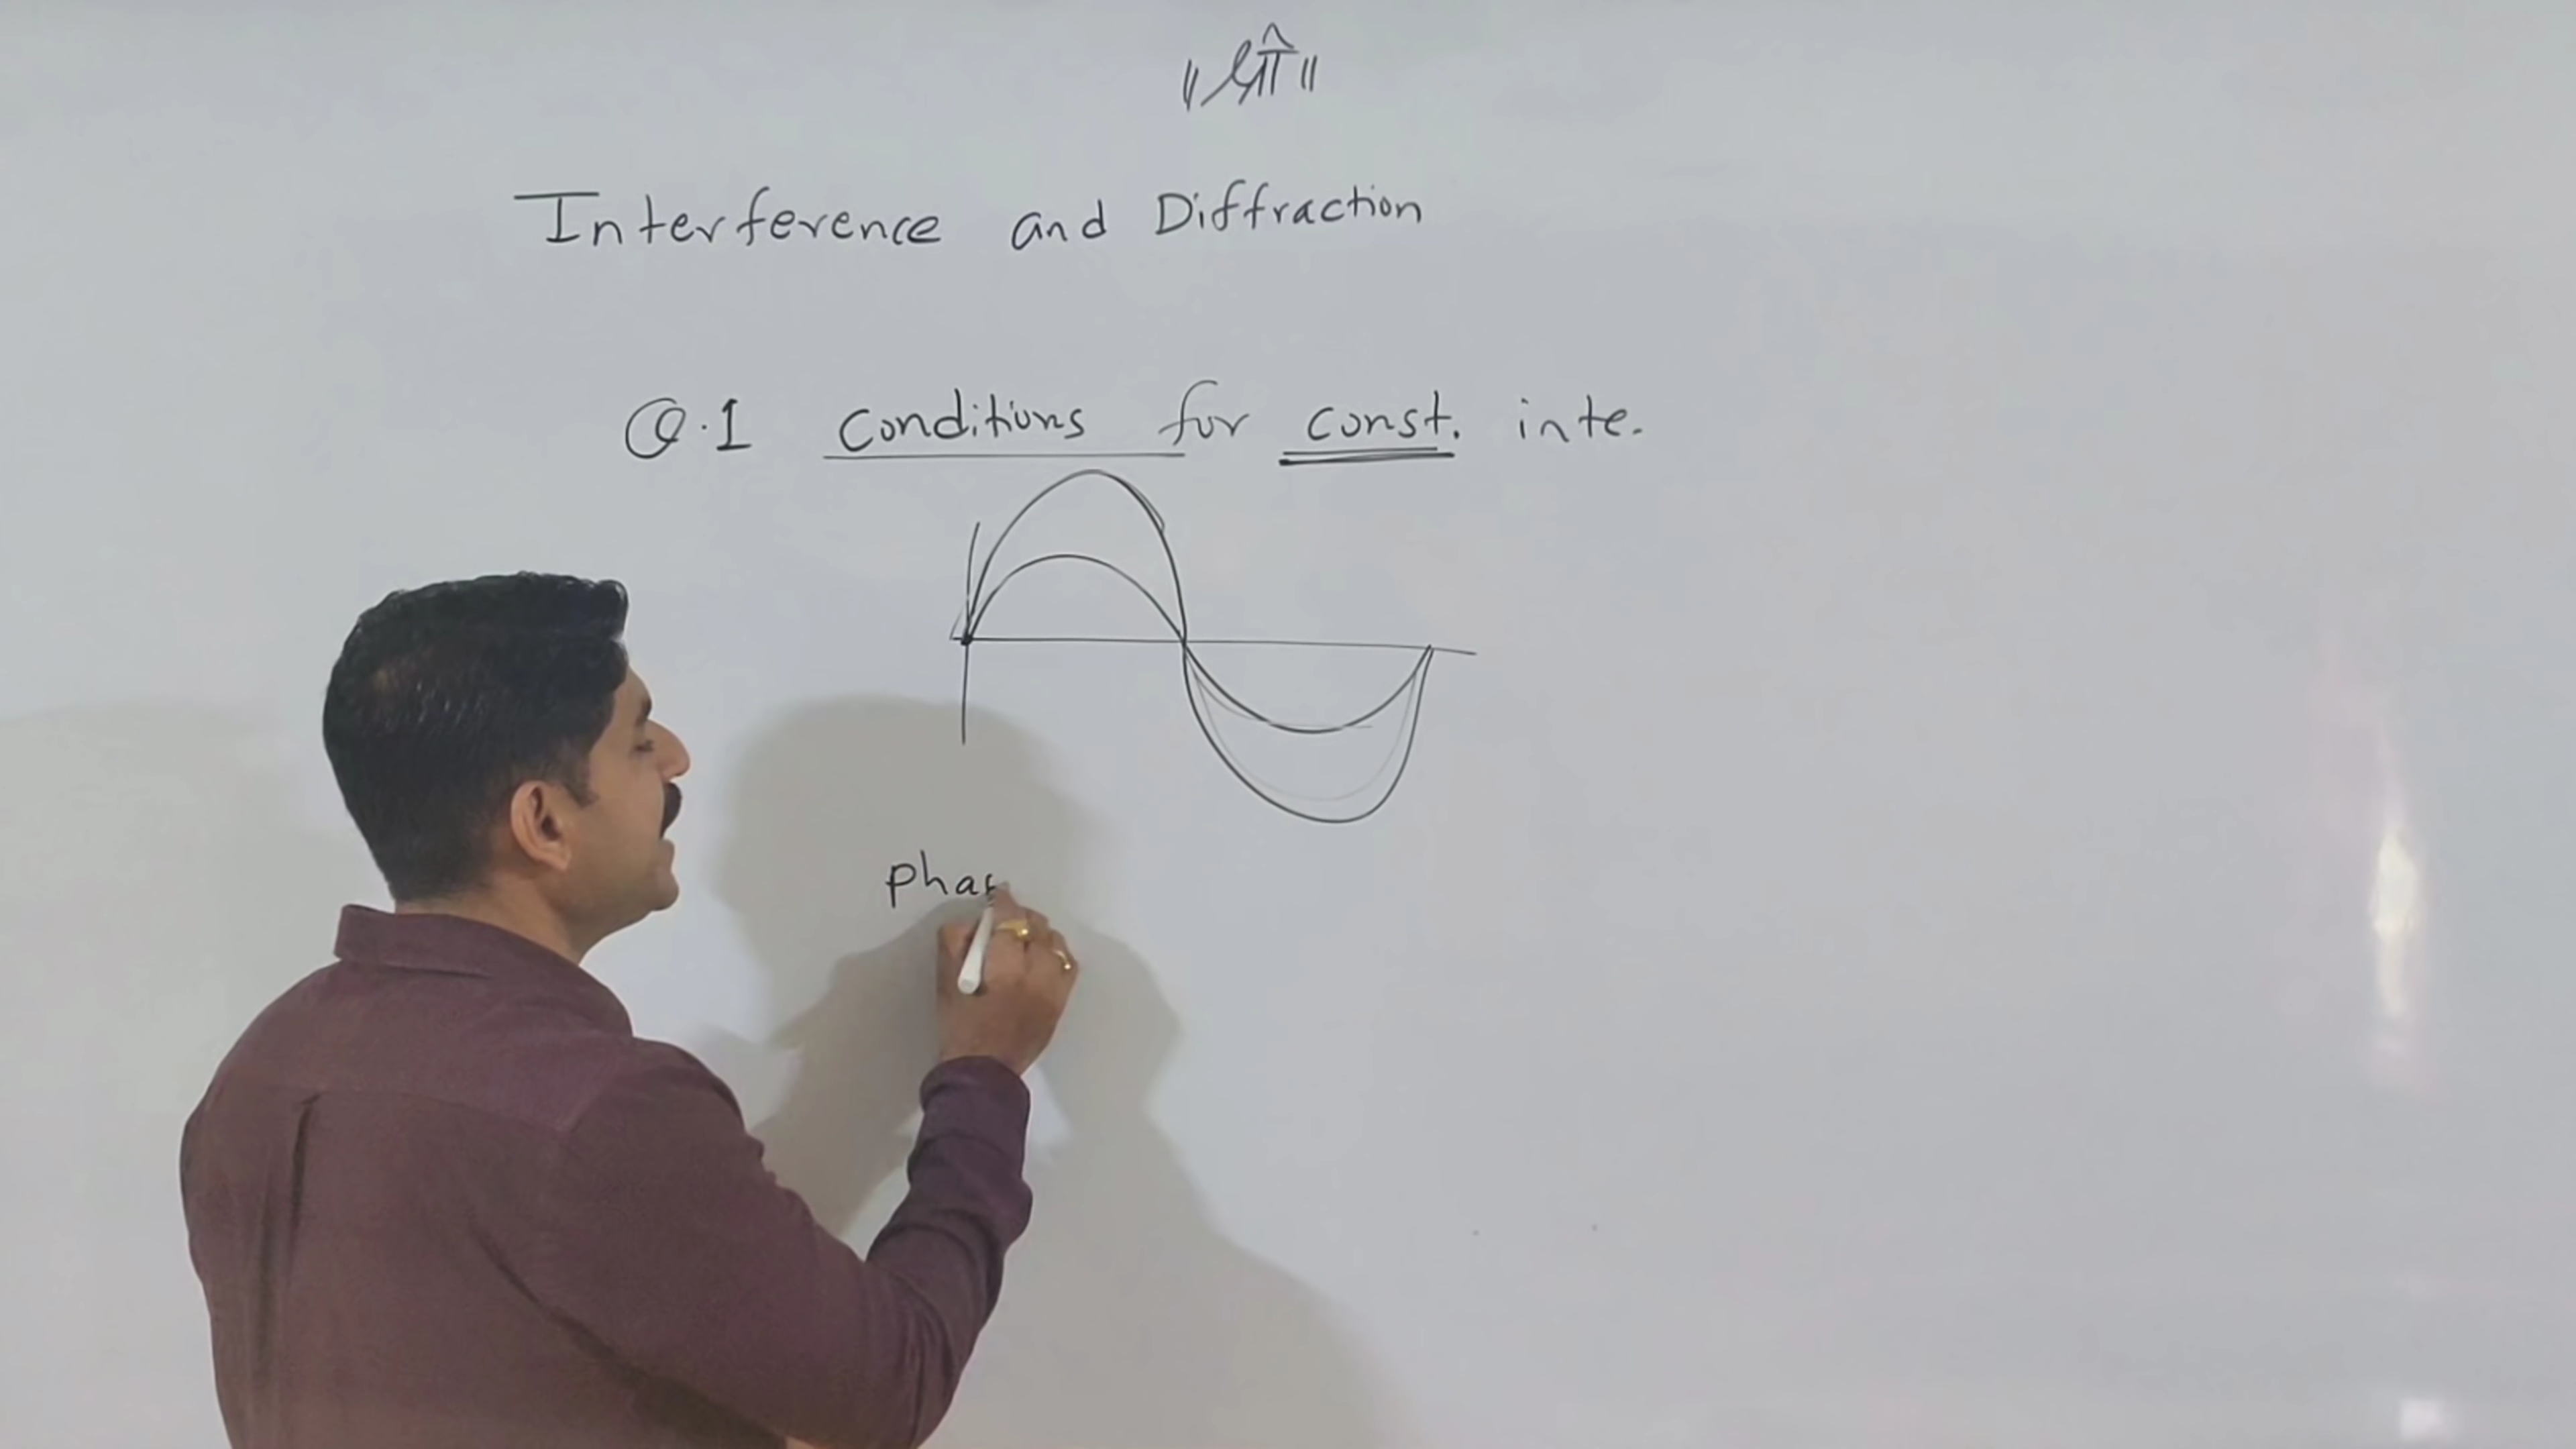 ॥ श्री ॥
Interference and Diffraction
Q.1 Conditions for const. inte.
phas